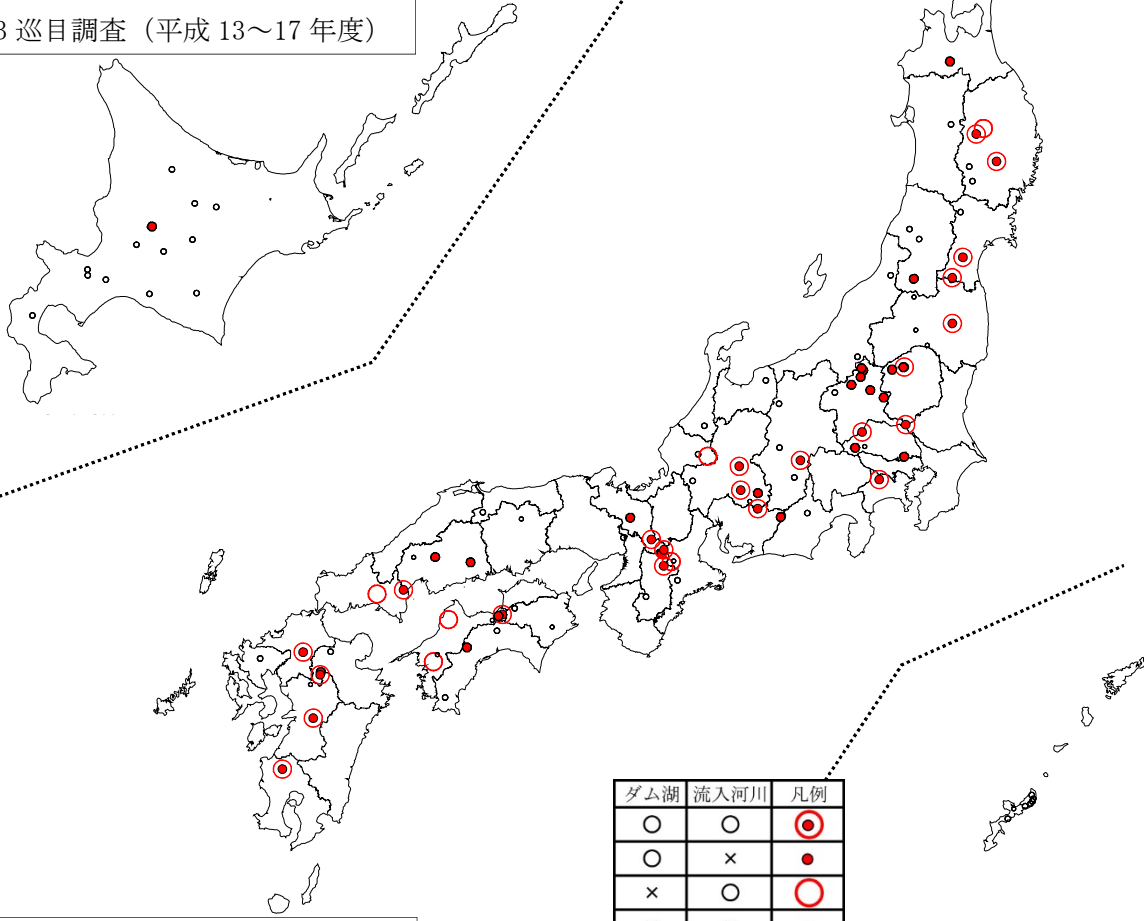 3 巡目調査（平成 13～17 年度）
ダム湖 流入河川 凡例
○ ○
○ ×
× ○